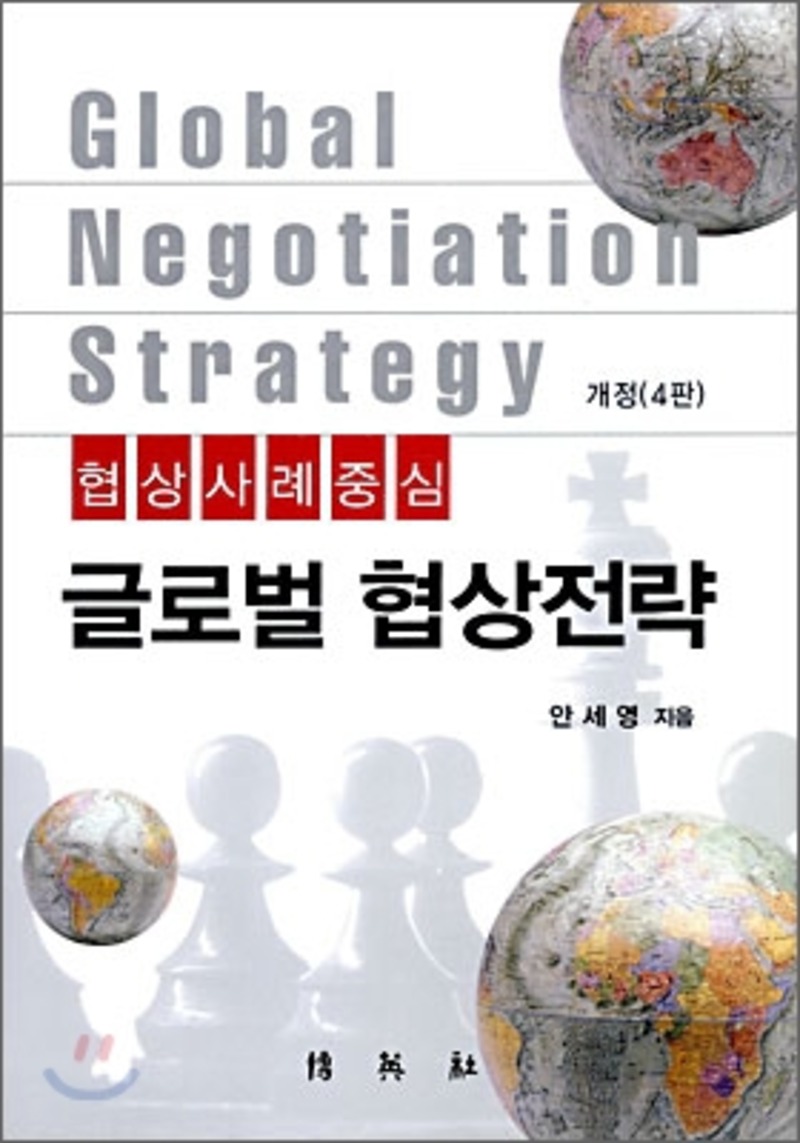 Global
Negotiation
Strategy
개정(4판)
협상사례중심
글로벌 협상전략
안세영 지음
博英社